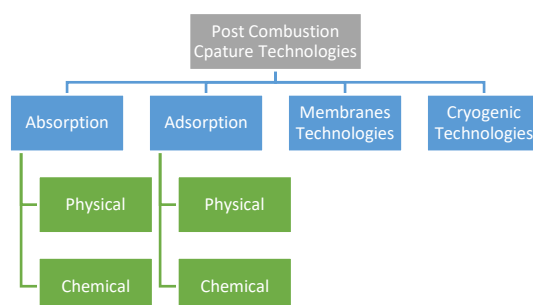 Post Combustion
Cpature Technologies
Absorption
Adsorption
Membranes
Technologies
Cryogenic
Technologies
Physical
Physical
Chemical
Chemical